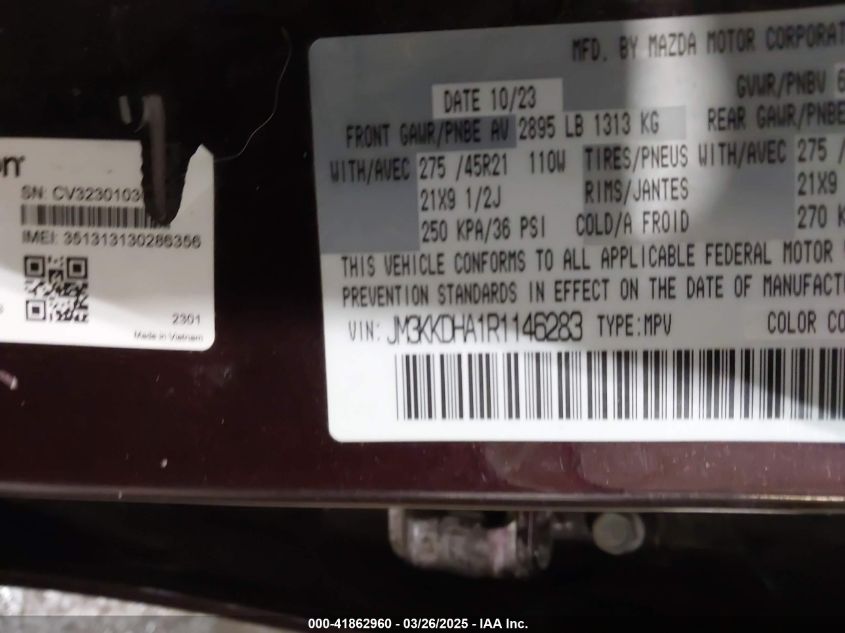 on®
SN: CV3230103
IMEI: 351313130286356
2301
Made in Vietnam
MFD. BY MAZDA MOTOR CORPORAT
DATE 10/23
GVWR/PNBV 6
FRONT GAWR/PNBE AV 2895 LB 1313 KG REAR GAWR/PNBE
WITH/AVEC 275 /45R21 110W TIRES/PNEUS WITH/AVEC 275 /
21X9 1/2J RIMS/JANTES 21X9
250 KPA/36 PSI COLD/A FROID 270 K
THIS VEHICLE CONFORMS TO ALL APPLICABLE FEDERAL MOTOR
PREVENTION STANDARDS IN EFFECT ON THE DATE OF MANUFACT
VIN: JM3KKDHA1R1146283 TYPE:MPV COLOR CO
000-41862960 - 03/26/2025 - IAA Inc.